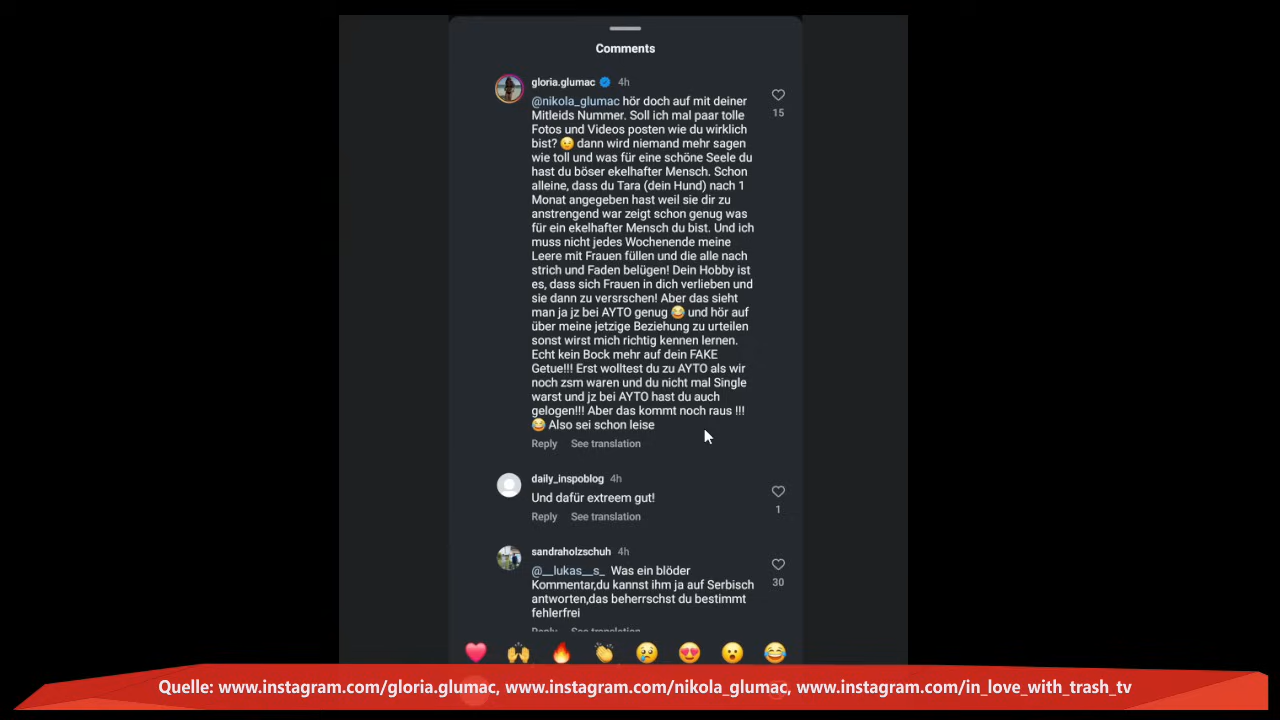 Comments
gloria.glumac 4h
@nikola_glumac hör doch auf mit deiner
Mitleids Nummer. Soll ich mal paar tolle
Fotos und Videos posten wie du wirklich
bist? 😕 dann wird niemand mehr sagen
wie toll und was für eine schöne Seele du
hast du böser ekelhafter Mensch. Schon
alleine, dass du Tara (dein Hund) nach 1
Monat angegeben hast weil sie dir zu
anstrengend war zeigt schon genug was
für ein ekelhafter Mensch du bist. Und ich
muss nicht jedes Wochenende meine
Leere mit Frauen füllen und die alle nach
strich und Faden belügen! Dein Hobby ist
es, dass sich Frauen in dich verlieben und
sie dann zu versrschen! Aber das sieht
man ja jz bei AYTO genug 😂 und hör auf
über meine jetzige Beziehung zu urteilen
sonst wirst mich richtig kennen lernen.
Echt kein Bock mehr auf dein FAKE
Getue!!! Erst wolltest du zu AYTO als wir
noch zsm waren und du nicht mal Single
warst und jz bei AYTO hast du auch
gelogen!!! Aber das kommt noch raus !!!
😂 Also sei schon leise
15
Reply See translation
daily_inspoblog 4h
Und dafür extreem gut!
1
Reply See translation
sandraholzschuh 4h
@__lukas__s_ Was ein blöder
Kommentar,du kannst ihm ja auf Serbisch
antworten,das beherrschst du bestimmt
fehlerfrei
30
Reply See translation
Quelle: www.instagram.com/gloria.glumac, www.instagram.com/nikola_glumac, www.instagram.com/in_love_with_trash_tv